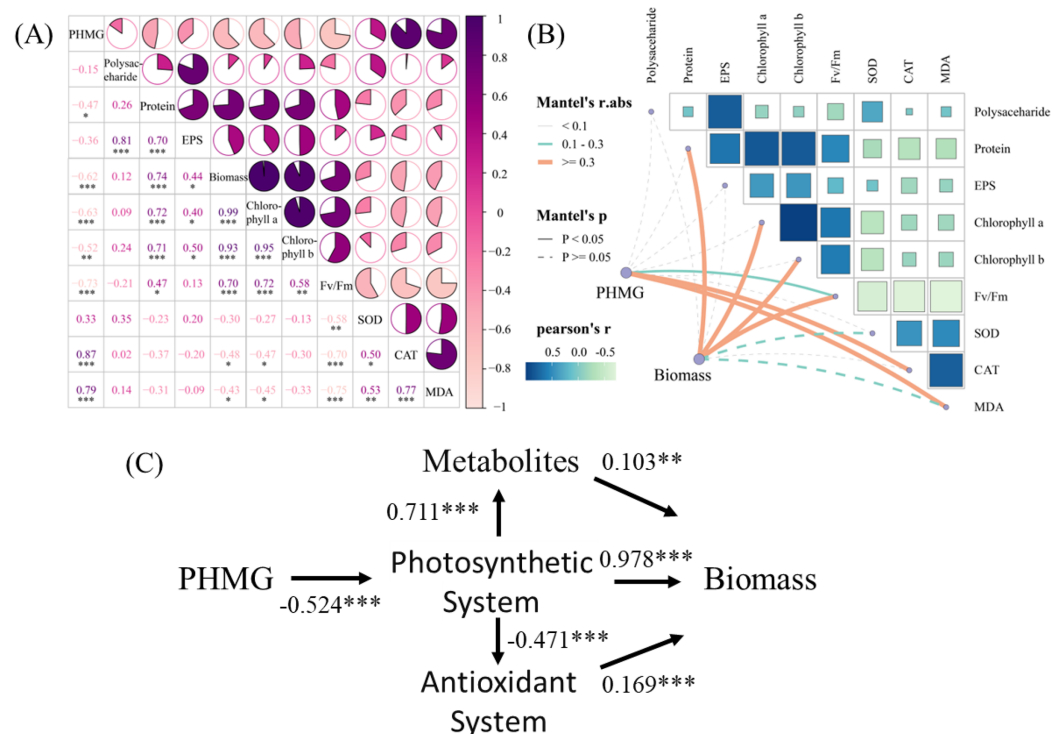 (A)
PHMG
−0.15
Polysac-
charide
−0.47
*
0.26
Protein
−0.36
0.81
***
0.70
***
EPS
−0.62
***
0.12
0.74
***
0.44
*
Biomass
−0.63
***
0.09
0.72
***
0.40
*
0.99
***
Chloro-
phyll a
−0.52
**
0.24
0.71
***
0.50
*
0.93
***
0.95
***
Chloro-
phyll b
−0.73
***
−0.21
0.47
*
0.13
0.70
***
0.72
***
0.58
**
Fv/Fm
0.33
0.35
−0.23
0.20
−0.30
−0.27
−0.13
−0.58
**
SOD
0.87
***
0.02
−0.37
−0.20
−0.48
*
−0.47
*
−0.30
−0.70
***
0.50
*
CAT
0.79
***
0.14
−0.31
−0.09
−0.43
*
−0.45
*
−0.33
−0.75
***
0.53
**
0.77
***
MDA
1
0.8
0.6
0.4
0.2
0
−0.2
−0.4
−0.6
−0.8
−1
(B)
Polysaccharide
Protein
EPS
Chlorophyll a
Chlorophyll b
Fv/Fm
SOD
CAT
MDA
Polysaccharide
Protein
EPS
Chlorophyll a
Chlorophyll b
Fv/Fm
SOD
CAT
MDA
Mantel's r.abs
< 0.1
0.1 - 0.3
>= 0.3
Mantel's p
P < 0.05
P >= 0.05
pearson's r
0.5 0.0 -0.5
PHMG
Biomass
(C)
Metabolites
0.103**
0.711***
PHMG
-0.524***
Photosynthetic
System
0.978***
Biomass
-0.471***
Antioxidant
System
0.169***